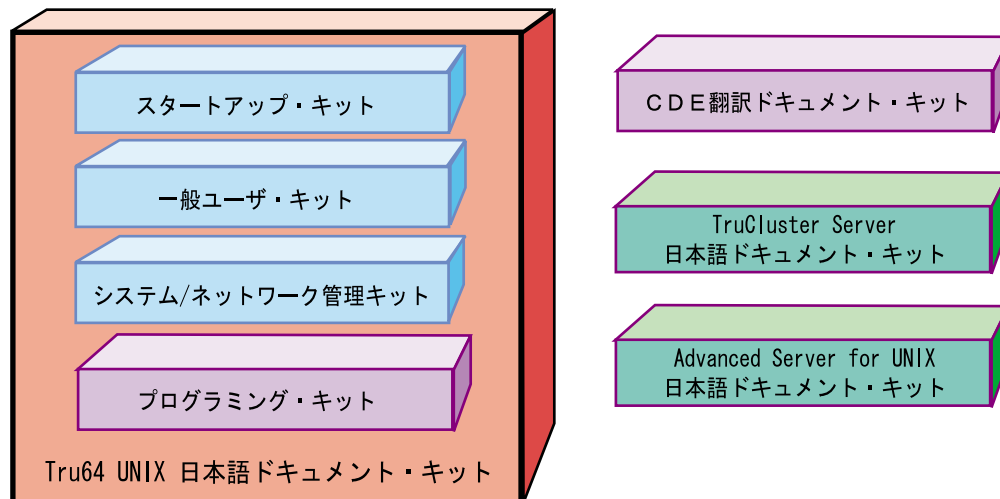 スタートアップ・キット
一般ユーザ・キット
システム/ネットワーク管理キット
プログラミング・キット
Tru64 UNIX 日本語ドキュメント・キット
ＣＤＥ翻訳ドキュメント・キット
TruCluster Server
日本語ドキュメント・キット
Advanced Server for UNIX
日本語ドキュメント・キット